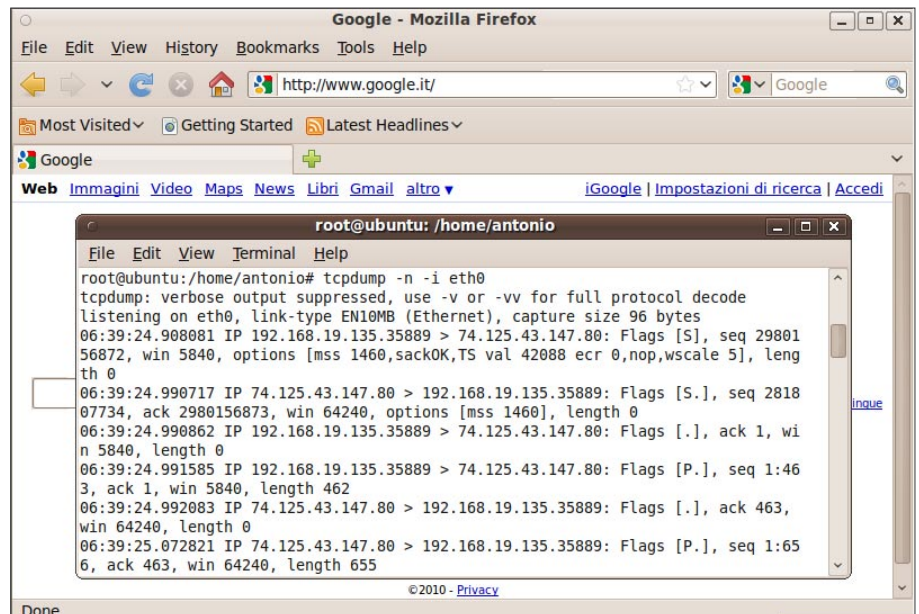 Google - Mozilla Firefox
File Edit View History Bookmarks Tools Help
http://www.google.it/
Google
Most Visited Getting Started Latest Headlines
Google
Web Immagini Video Maps News Libri Gmail altro iGoogle | Impostazioni di ricerca | Accedi
root@ubuntu: /home/antonio
File Edit View Terminal Help
root@ubuntu:/home/antonio# tcpdump -n -i eth0
tcpdump: verbose output suppressed, use -v or -vv for full protocol decode
listening on eth0, link-type EN10MB (Ethernet), capture size 96 bytes
06:39:24.908081 IP 192.168.19.135.35889 > 74.125.43.147.80: Flags [S], seq 29801
56872, win 5840, options [mss 1460,sackOK,TS val 42088 ecr 0,nop,wscale 5], leng
th 0
06:39:24.990717 IP 74.125.43.147.80 > 192.168.19.135.35889: Flags [S.], seq 2818
07734, ack 2980156873, win 64240, options [mss 1460], length 0
06:39:24.990862 IP 192.168.19.135.35889 > 74.125.43.147.80: Flags [.], ack 1, wi
n 5840, length 0
06:39:24.991585 IP 192.168.19.135.35889 > 74.125.43.147.80: Flags [P.], seq 1:46
3, ack 1, win 5840, length 462
06:39:24.992083 IP 74.125.43.147.80 > 192.168.19.135.35889: Flags [.], ack 463,
win 64240, length 0
06:39:25.072821 IP 74.125.43.147.80 > 192.168.19.135.35889: Flags [P.], seq 1:65
6, ack 463, win 64240, length 655
ingue
©2010 - Privacy
Done